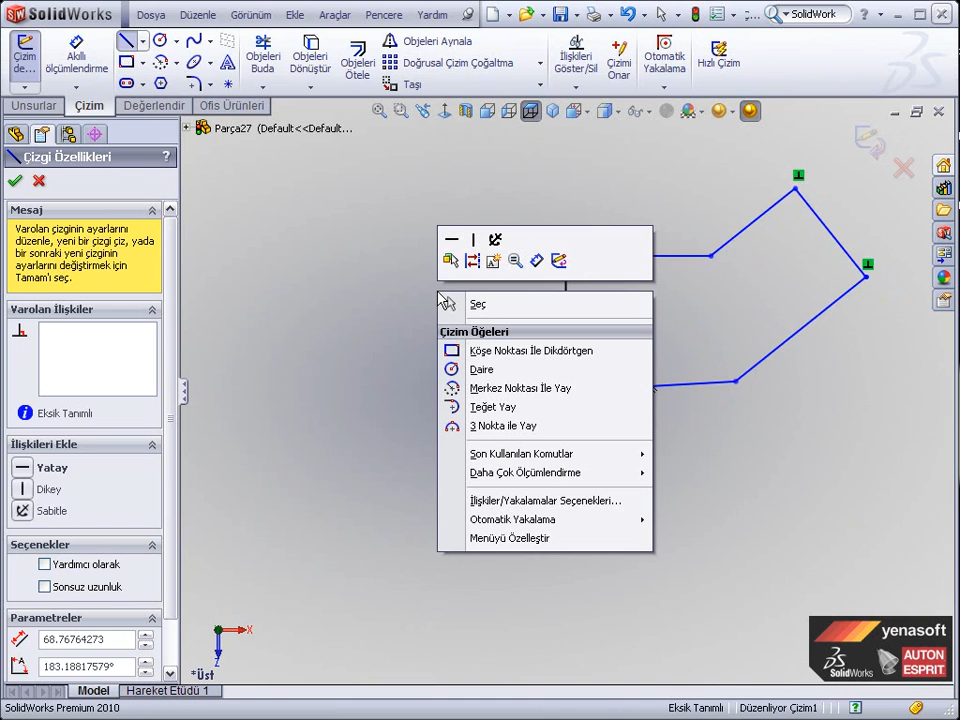 SolidWorks
Dosya Düzenle Görünüm Ekle Araçlar Pencere Yardım
...
SolidWork
?
Çizim de...
Akıllı ölçümlendirme
Objeleri Buda
Objeleri Dönüştür
Objeleri Ötele
Objeleri Aynala
Doğrusal Çizim Çoğaltma
Taşı
İlişkileri Göster/Sil
Çizimi Onar
Otomatik Yakalama
Hızlı Çizim
Unsurlar Çizim Değerlendir Ofis Ürünleri
Parça27 (Default<<Default...
Çizgi Özellikleri ?
Mesaj
Varolan çizginin ayarlarını
düzenle, yeni bir çizgi çiz, yada
bir sonraki yeni çizginin
ayarlarını değiştirmek için
Tamam'ı seç.
Varolan İlişkiler
Eksik Tanımlı
İlişkileri Ekle
Yatay
Dikey
Sabitle
Seçenekler
Yardımcı olarak
Sonsuz uzunluk
Parametreler
68.76764273
183.18817579°
Seç
Çizim Öğeleri
Köşe Noktası İle Dikdörtgen
Daire
Merkez Noktası İle Yay
Teğet Yay
3 Nokta ile Yay
Son Kullanılan Komutlar
Daha Çok Ölçümlendirme
İlişkiler/Yakalamalar Seçenekleri...
Otomatik Yakalama
Menüyü Özelleştir
X
Z
*Üst
yenasoft
SolidWorks
AUTON
ESPRIT
Model Hareket Etüdü 1
SolidWorks Premium 2010 Eksik Tanımlı Düzenliyor Çizim1